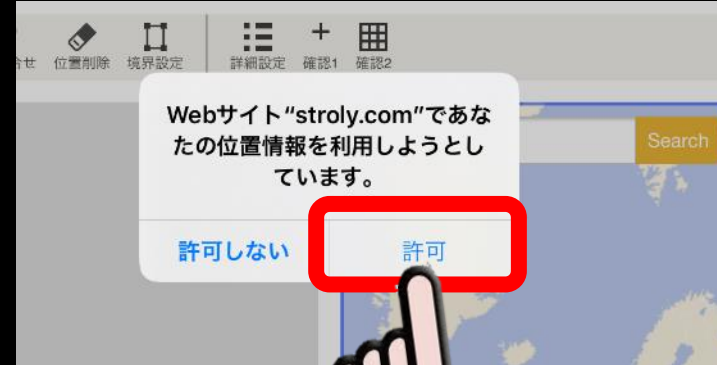 せ 位置削除 境界設定 詳細設定 確認1 確認2
Webサイト“stroly.com”であな
たの位置情報を利用しようとし
ています。
Search
許可しない 許可